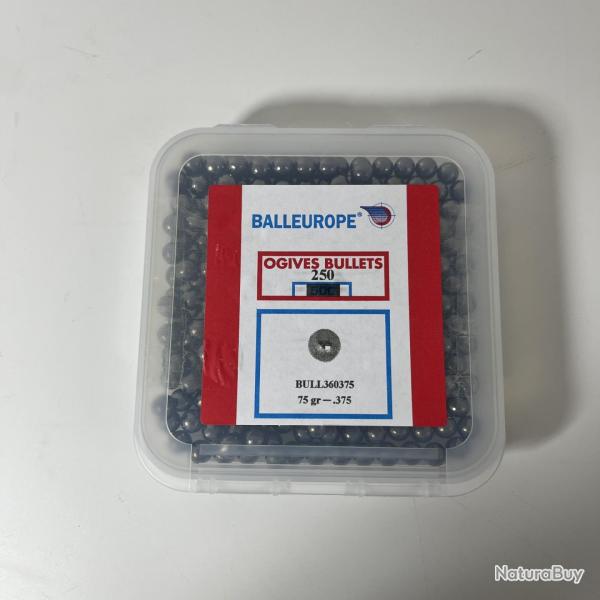 BALLEUROPE®
OGIVES BULLETS
250
BULL360375
75 gr – .375
NaturaBuy